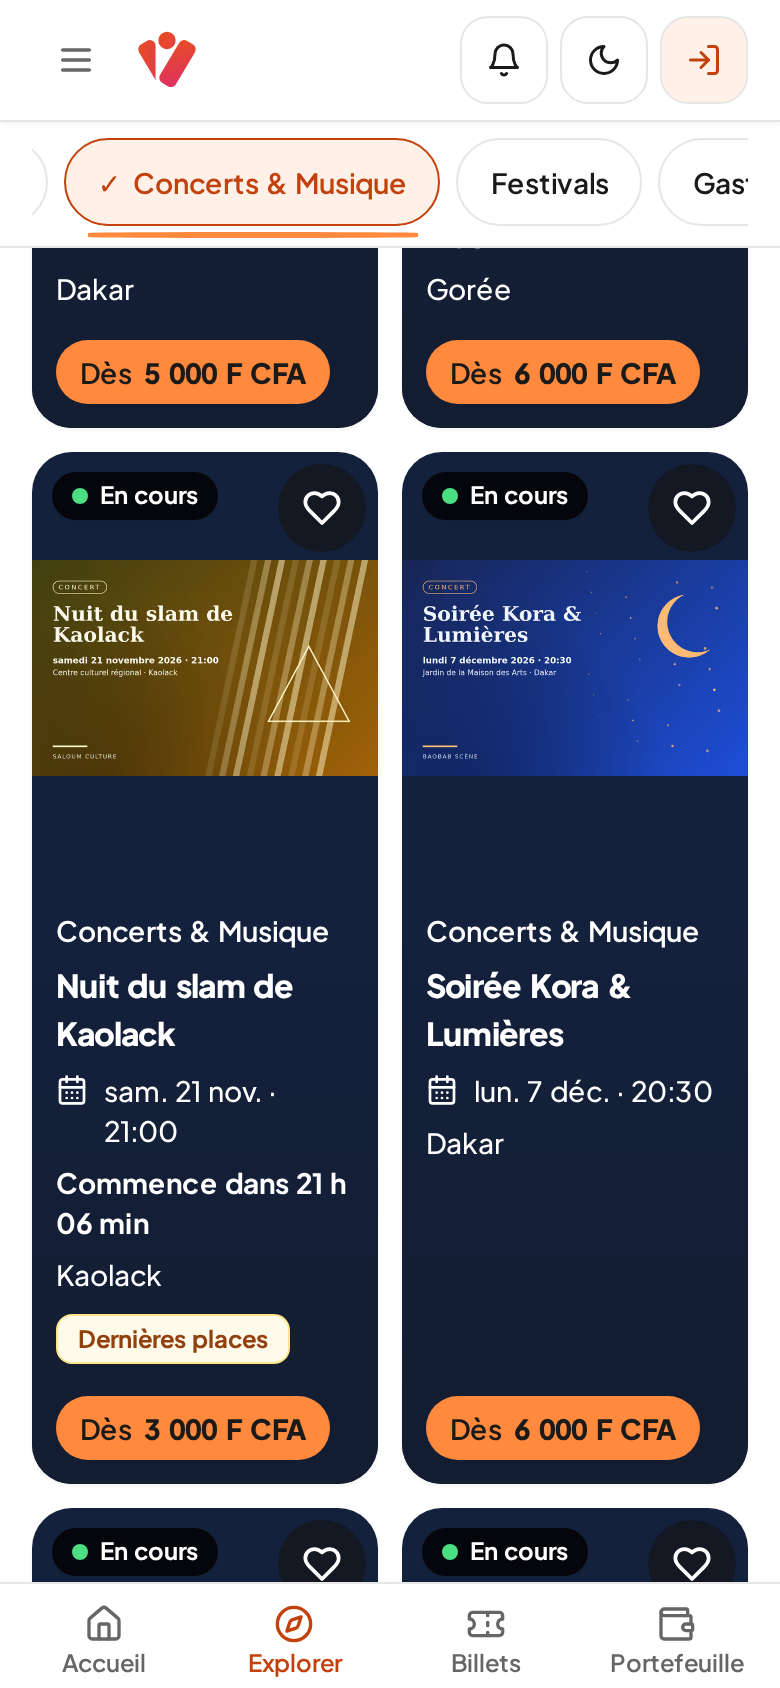 ✓ Concerts & Musique
Festivals
Gast
Dakar
Dès 5 000 F CFA
Gorée
Dès 6 000 F CFA
En cours
CONCERT
Nuit du slam de
Kaolack
samedi 21 novembre 2026 · 21:00
Centre culturel régional · Kaolack
SALOUM CULTURE
Concerts & Musique
Nuit du slam de
Kaolack
sam. 21 nov. ·
21:00
Commence dans 21 h
06 min
Kaolack
Dernières places
Dès 3 000 F CFA
En cours
CONCERT
Soirée Kora &
Lumières
lundi 7 décembre 2026 · 20:30
Jardin de la Maison des Arts · Dakar
BAOBAB SCÈNE
Concerts & Musique
Soirée Kora &
Lumières
lun. 7 déc. · 20:30
Dakar
Dès 6 000 F CFA
En cours
En cours
Accueil
Explorer
Billets
Portefeuille